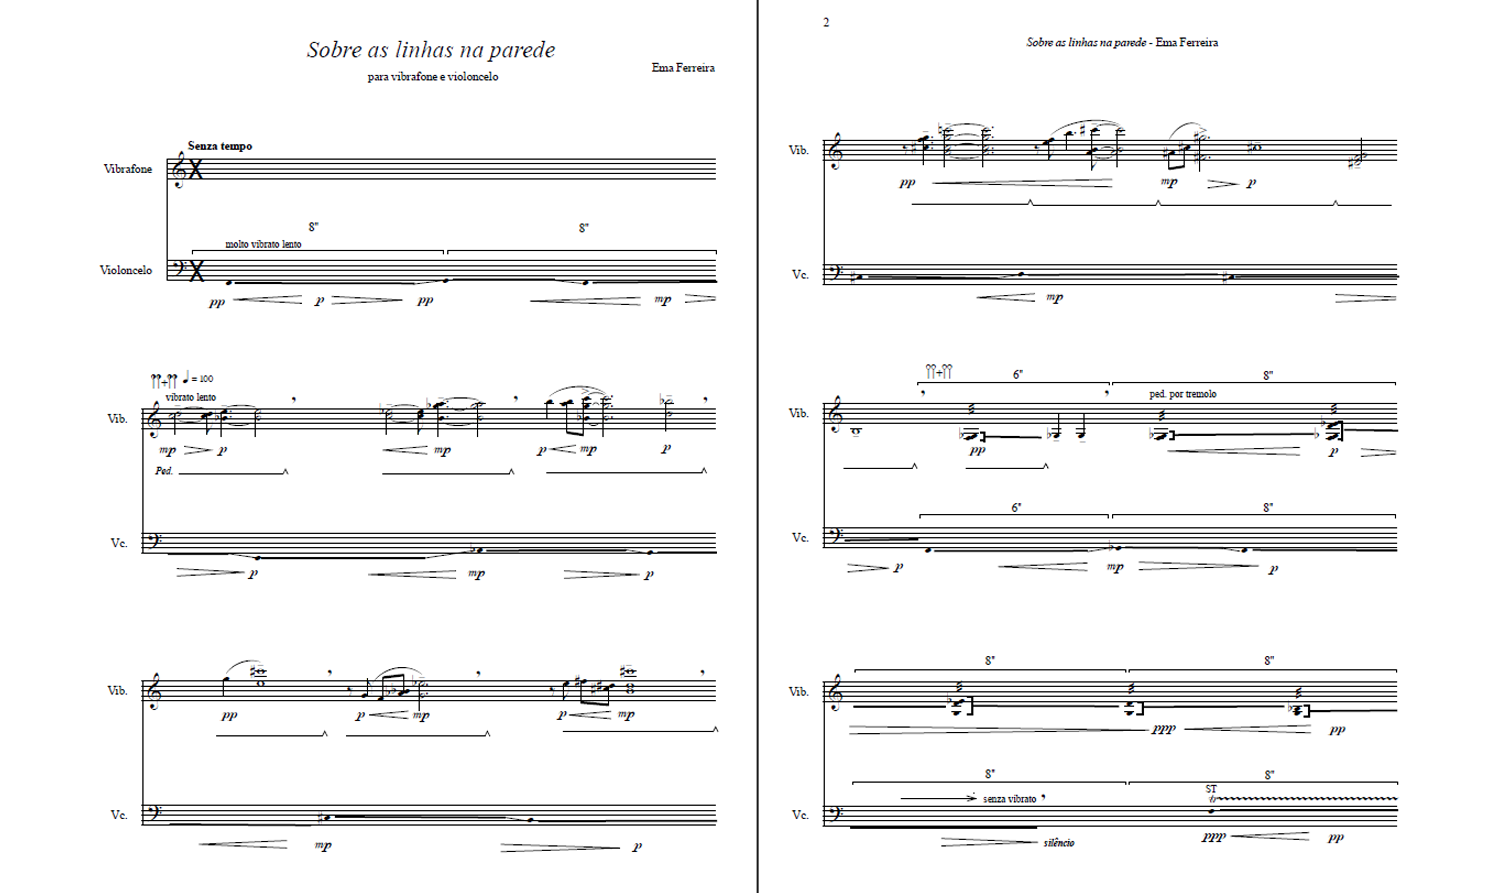 Sobre as linhas na parede
para vibrafone e violoncelo
Ema Ferreira
Senza tempo
Vibrafone
8" 8"
molto vibrato lento
Violoncelo
pp p pp mp
♩ = 100
vibrato lento
Vib.
mp p mp p mp p
Ped.
Vc.
p mp p
Vib.
pp p mp p mp
Vc.
mp p
2
Sobre as linhas na parede - Ema Ferreira
Vib.
pp mp p
Vc.
mp
6" 8"
ped. por tremolo
Vib.
pp p
6" 8"
Vc.
p mp p
8" 8"
Vib.
ppp pp
8" 8"
senza vibrato
ST
tr
Vc.
silêncio
ppp pp